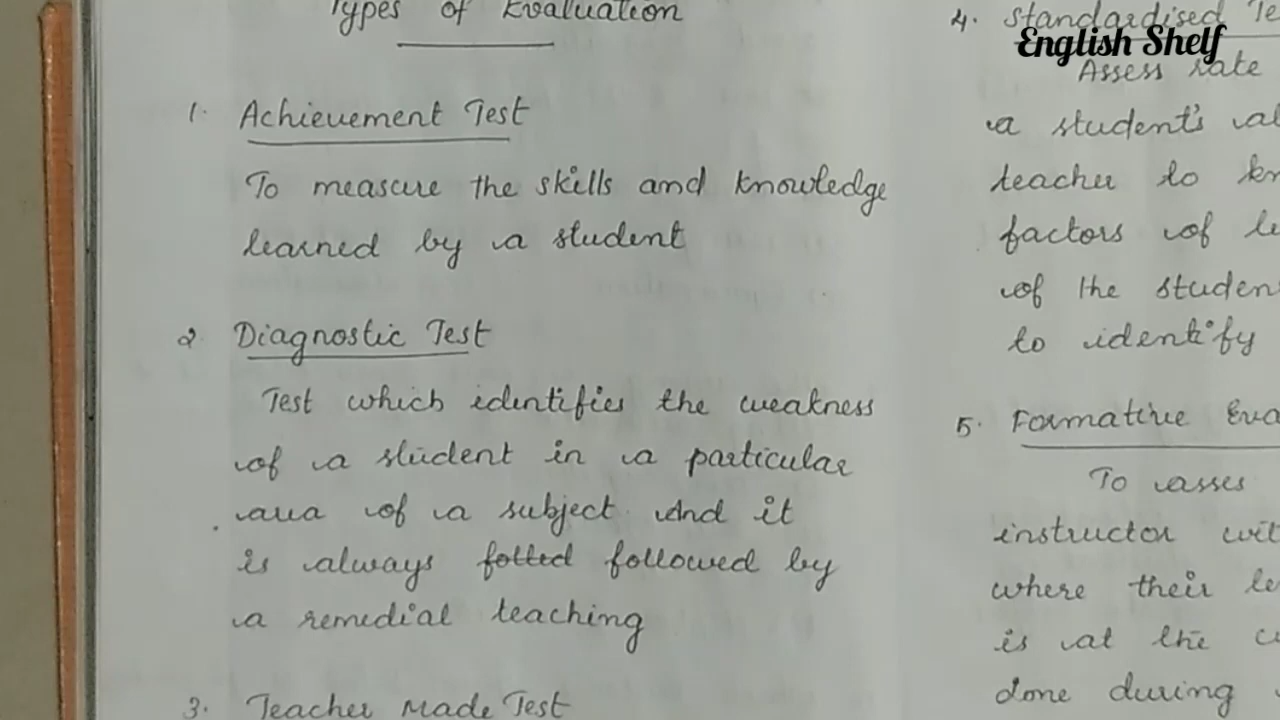 Types of Evaluation
1. Achievement Test
To measure the skills and knowledge
learned by a student
2. Diagnostic Test
Test which identifies the weakness
of a student in a particular
area of a subject. And it
is always follod followed by
a remedial teaching
3. Teacher Made Test
4. Standardised
English Shelf
Assess rate
a student's
teacher to
factors of
of the
to identify
5. Formative
To asses
instructor
where their
is at the
done during